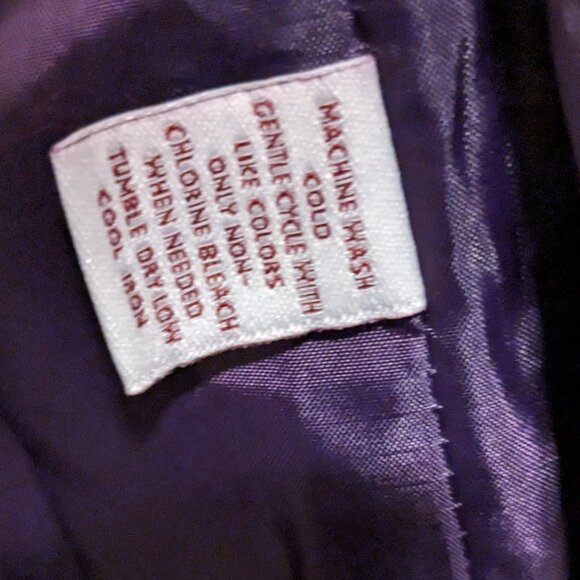 MACHINE WASH
COLD
GENTLE CYCLE WITH
LIKE COLORS
ONLY NON-
CHLORINE BLEACH
WHEN NEEDED
TUMBLE DRY LOW
COOL IRON